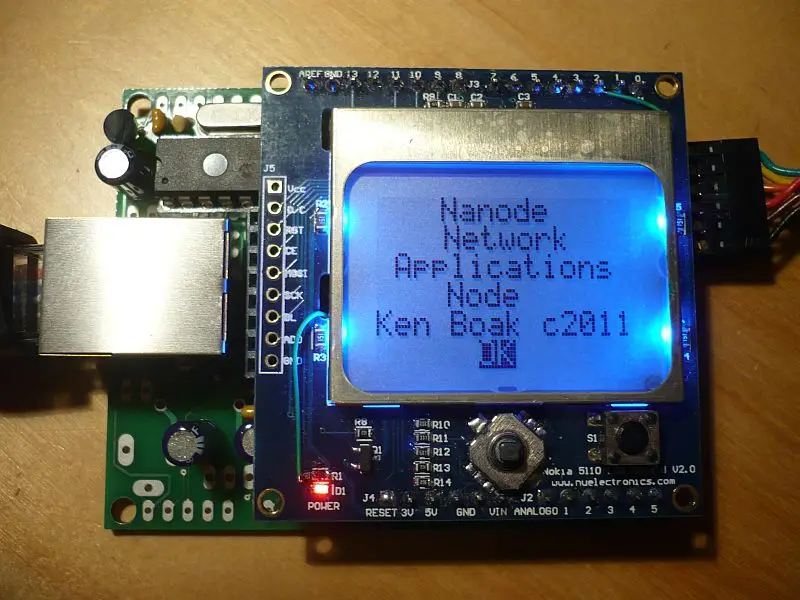 AREF GND 13 12 11 10 9 8 7 6 5 4 3 2 1 0
J3
R9 C1 C2 C3
J5
Vcc
D/C
RST
CE
MOSI
SCK
BL
GND
R2
R3
Nanode
Network
Applications
Node
Ken Boak c2011
OK
R8
Q1
R10
R11
R12
R13
R14
S1
R1
D1
POWER
Nokia 5110
V2.0
www.nuelectronics.com
J4
J2
RESET 3V 5V GND VIN ANALOG0 1 2 3 4 5